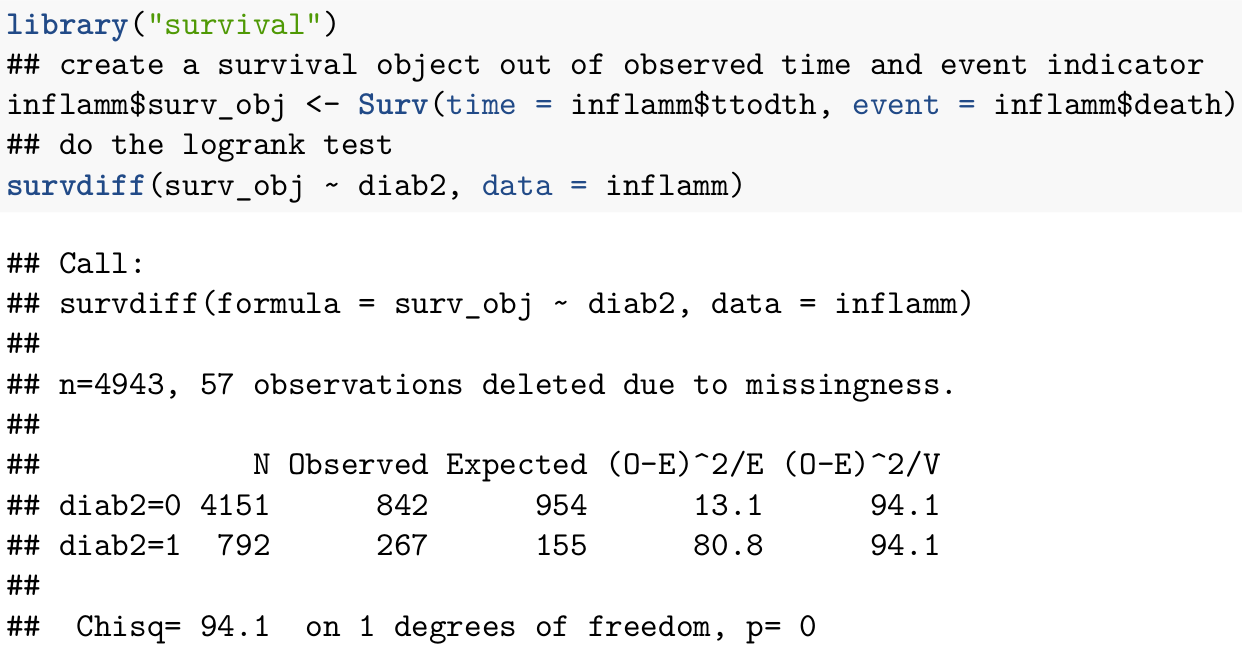 library("survival")
## create a survival object out of observed time and event indicator
inflamm$surv_obj <- Surv(time = inflamm$ttodth, event = inflamm$death)
## do the logrank test
survdiff(surv_obj ~ diab2, data = inflamm)
## Call:
## survdiff(formula = surv_obj ~ diab2, data = inflamm)
##
## n=4943, 57 observations deleted due to missingness.
##
##            N Observed Expected (O-E)^2/E (O-E)^2/V
## diab2=0 4151      842      954      13.1      94.1
## diab2=1  792      267      155      80.8      94.1
##
##  Chisq= 94.1  on 1 degrees of freedom, p= 0